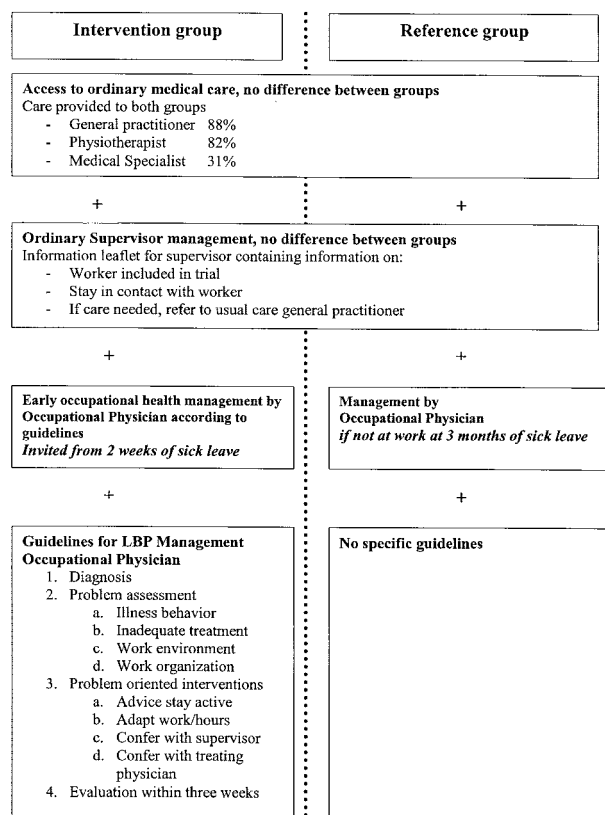 Intervention group
Reference group
Access to ordinary medical care, no difference between groups
Care provided to both groups
- General practitioner 88%
- Physiotherapist 82%
- Medical Specialist 31%
+
+
Ordinary Supervisor management, no difference between groups
Information leaflet for supervisor containing information on:
- Worker included in trial
- Stay in contact with worker
- If care needed, refer to usual care general practitioner
+
+
Early occupational health management by
Occupational Physician according to
guidelines
Invited from 2 weeks of sick leave
Management by
Occupational Physician
if not at work at 3 months of sick leave
+
+
Guidelines for LBP Management
Occupational Physician
1. Diagnosis
2. Problem assessment
a. Illness behavior
b. Inadequate treatment
c. Work environment
d. Work organization
3. Problem oriented interventions
a. Advice stay active
b. Adapt work/hours
c. Confer with supervisor
d. Confer with treating
physician
4. Evaluation within three weeks
No specific guidelines